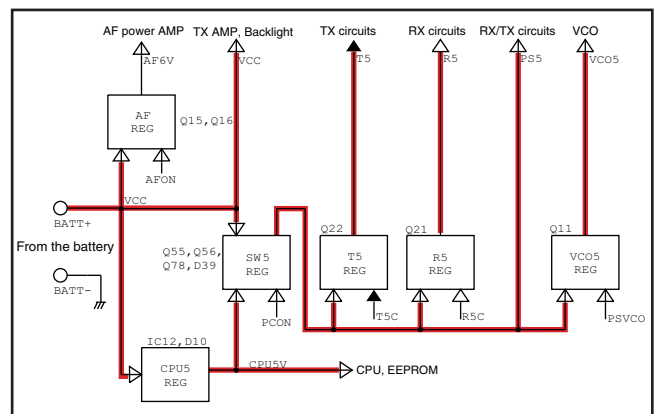 AF power AMP
TX AMP, Backlight
TX circuits
RX circuits
RX/TX circuits
VCO
AF6V
VCC
T5
R5
PS5
VCO5
AF
REG
Q15,Q16
AFON
VCC
BATT+
From the battery
BATT-
Q55,Q56,
Q78,D39
SW5
REG
PCON
Q22
T5
REG
T5C
Q21
R5
REG
R5C
Q11
VCO5
REG
PSVCO
IC12,D10
CPU5
REG
CPU5V
CPU, EEPROM